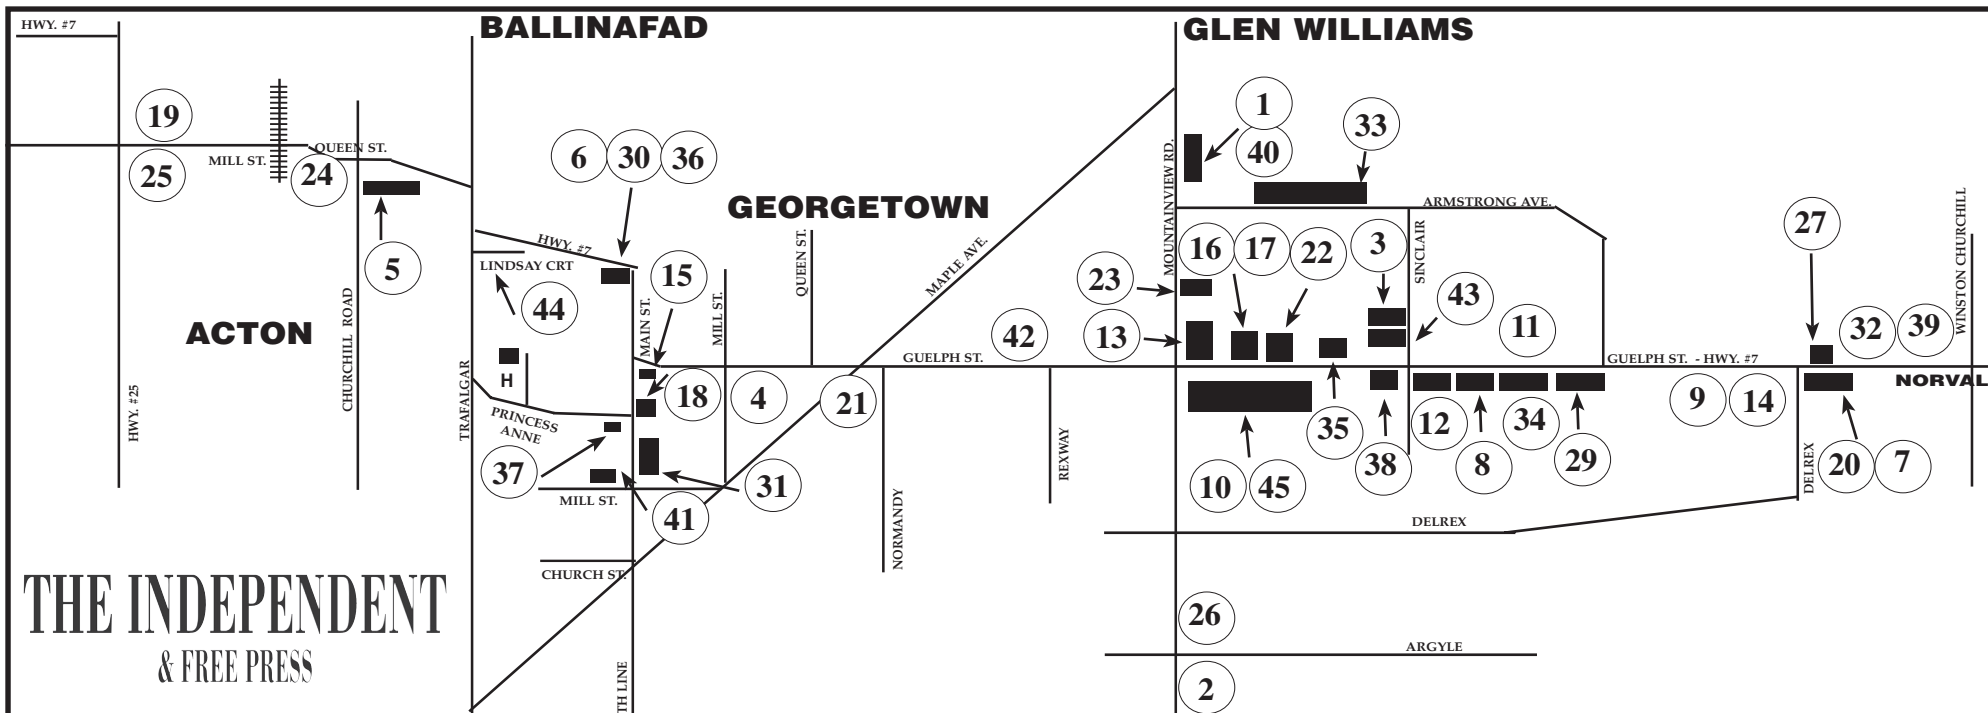 HWY. #7
BALLINAFAD
GLEN WILLIAMS
19
1
33
QUEEN ST.
MILL ST.
6
30
36
40
25
24
GEORGETOWN
ARMSTRONG AVE.
MOUNTAINVIEW RD.
WINSTON CHURCHILL
27
HWY. #7
LINDSAY CRT
5
15
QUEEN ST.
MAPLE AVE.
16
17
22
3
SINCLAIR
23
44
MAIN ST.
MILL ST.
43
ACTON
CHURCHILL ROAD
42
13
11
32
39
GUELPH ST.
GUELPH ST. - HWY. #7
H
NORVAL
TRAFALGAR
HWY. #25
18
4
21
9
14
PRINCESS
ANNE
35
12
34
37
31
REXWAY
38
8
29
DELREX
20
7
10
45
MILL ST.
41
NORMANDY
DELREX
CHURCH ST.
THE INDEPENDENT
& FREE PRESS
26
ARGYLE
TH LINE
2